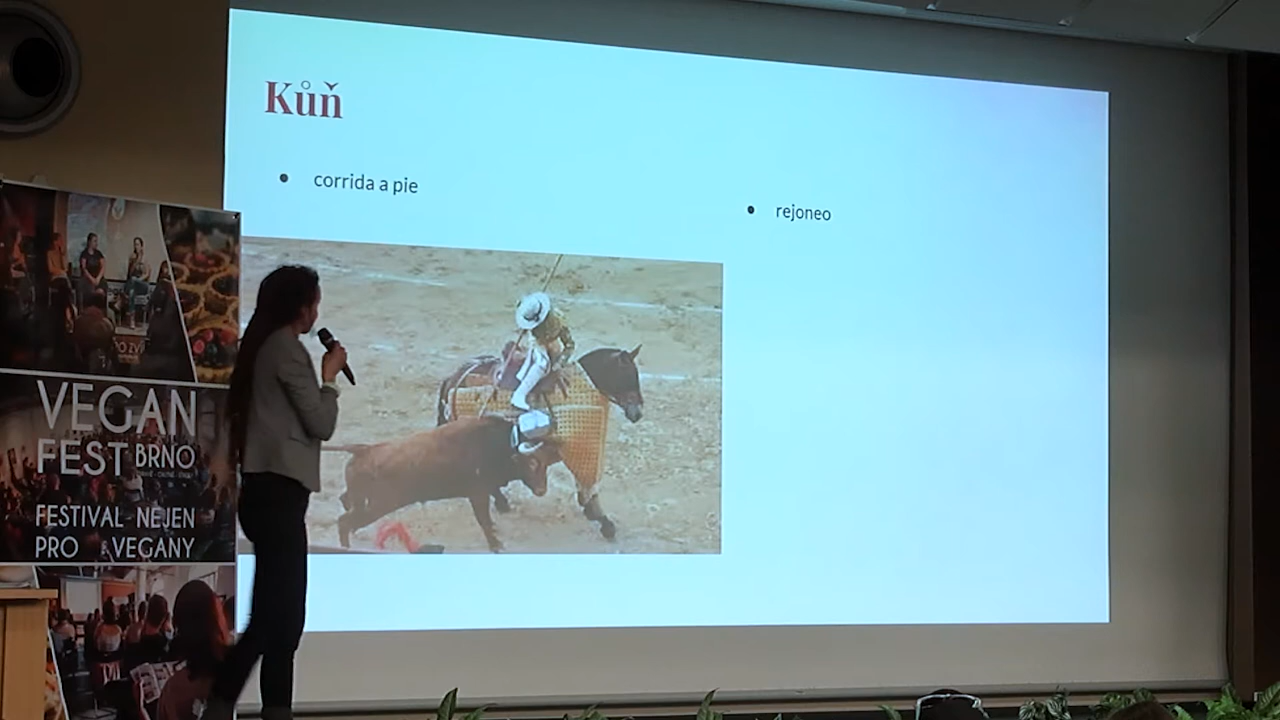 Kůň
corrida a pie
rejoneo
VEGAN
FEST BRNO
FESTIVAL NEJEN
PRO VEGANY